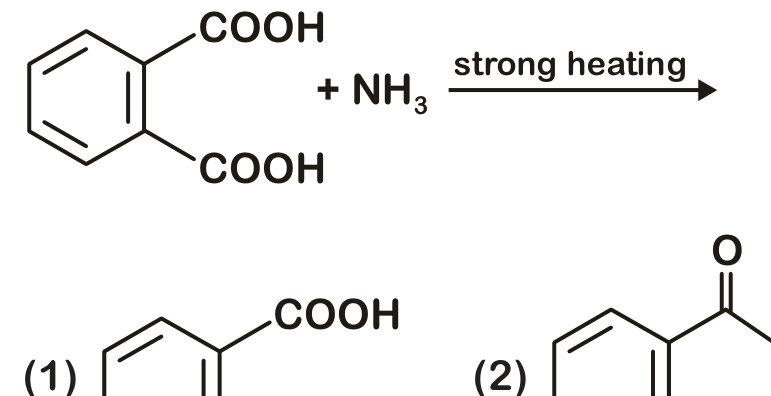 COOH
+ NH₃ strong heating
COOH
O
(1) COOH (2)